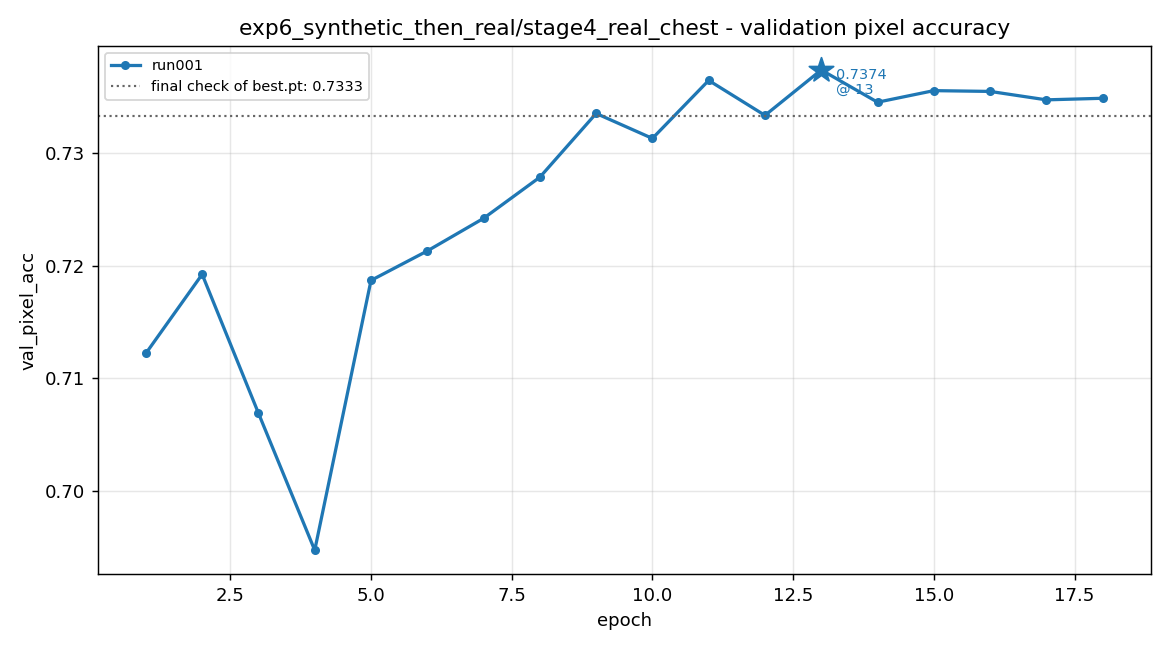 exp6_synthetic_then_real/stage4_real_chest - validation pixel accuracy
run001
final check of best.pt: 0.7333
0.7374
@ 13
0.73
0.72
0.71
0.70
val_pixel_acc
2.5 5.0 7.5 10.0 12.5 15.0 17.5
epoch